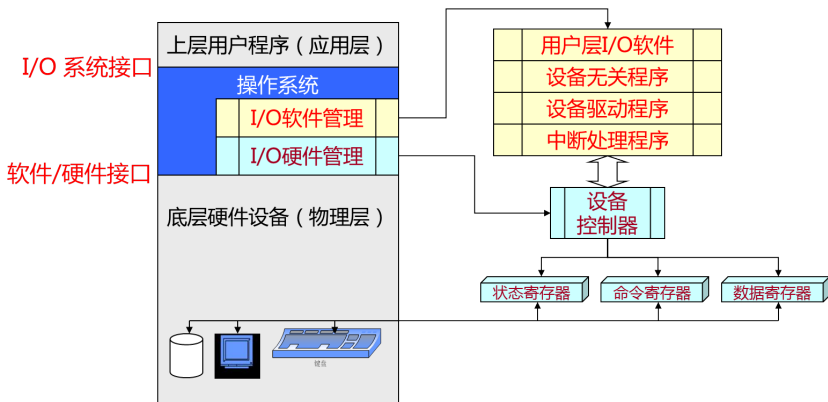 上层用户程序（应用层）
I/O 系统接口
操作系统
I/O软件管理
I/O硬件管理
软件/硬件接口
底层硬件设备（物理层）
键盘
用户层I/O软件
设备无关程序
设备驱动程序
中断处理程序
设备
控制器
状态寄存器
命令寄存器
数据寄存器